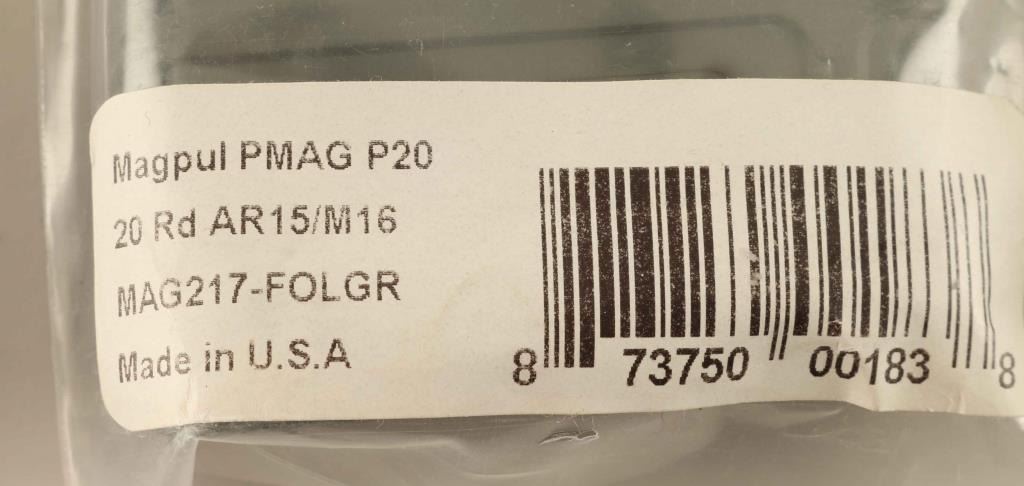 Magpul PMAG P20
20 Rd AR15/M16
MAG217-FOLGR
Made in U.S.A
8 73750 00183 8